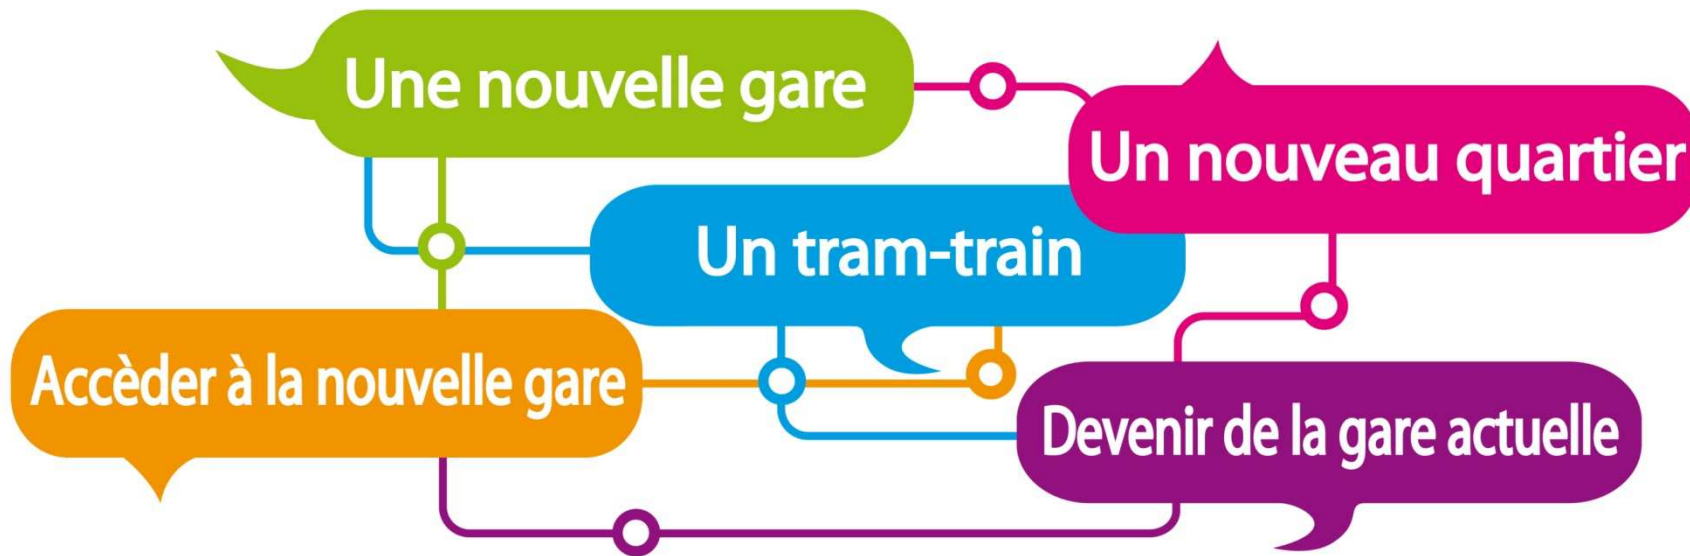 Une nouvelle gare
Un nouveau quartier
Un tram-train
Accèder à la nouvelle gare
Devenir de la gare actuelle